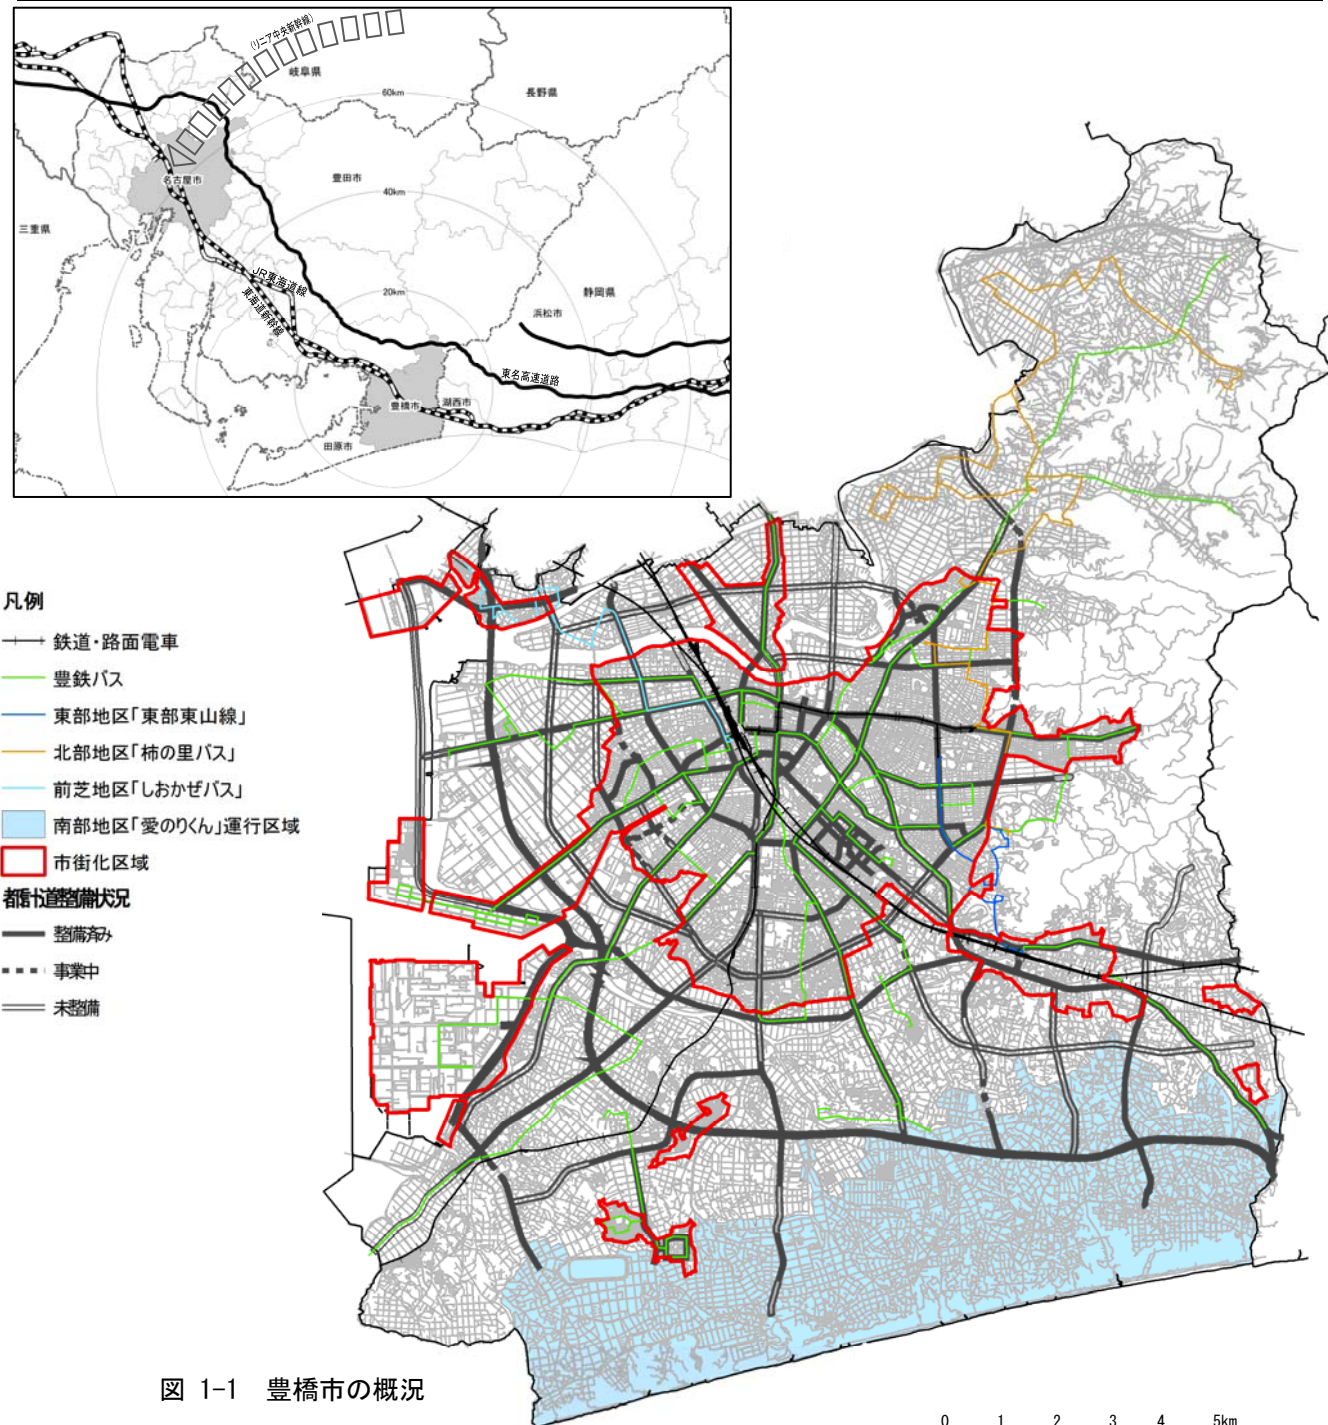 (リニア中央新幹線)
岐阜県
60km
長野県
名古屋市
豊田市
40km
三重県
JR東海道線
東海道新幹線
20km
静岡県
浜松市
東名高速道路
豊橋市
湖西市
田原市
凡例
鉄道・路面電車
豊鉄バス
東部地区「東部東山線」
北部地区「柿の里バス」
前芝地区「しおかぜバス」
南部地区「愛のりくん」運行区域
市街化区域
都計道整備状況
整備済み
事業中
未整備
図 1-1 豊橋市の概況
0 1 2 3 4 5km